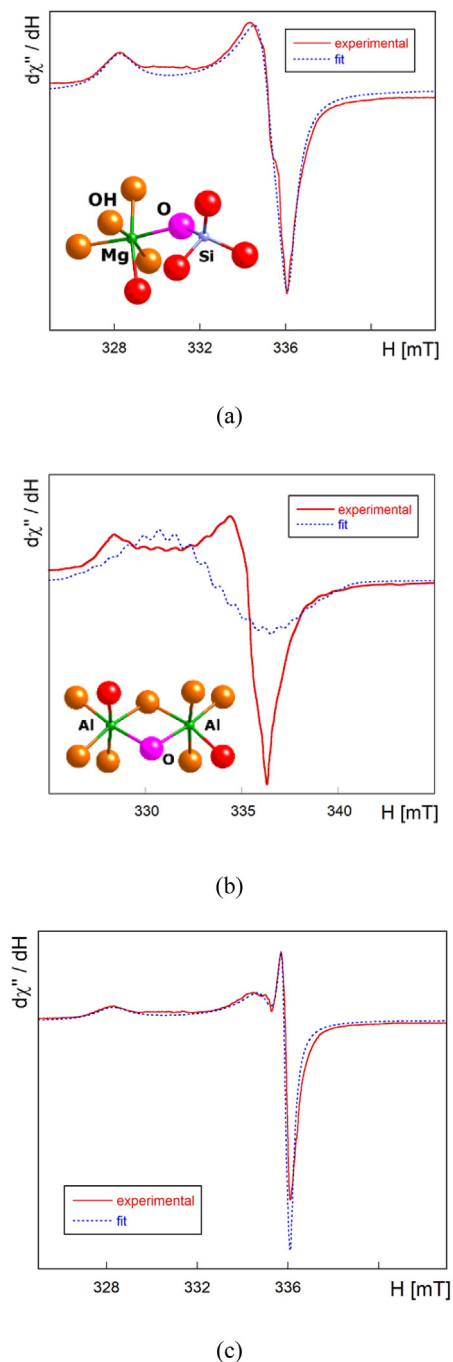 dχ" / dH
experimental
fit
OH
O
Mg
Si
328
332
336
H [mT]
(a)
dχ" / dH
experimental
fit
Al
Al
O
330
335
340
H [mT]
(b)
dχ" / dH
experimental
fit
328
332
336
H [mT]
(c)